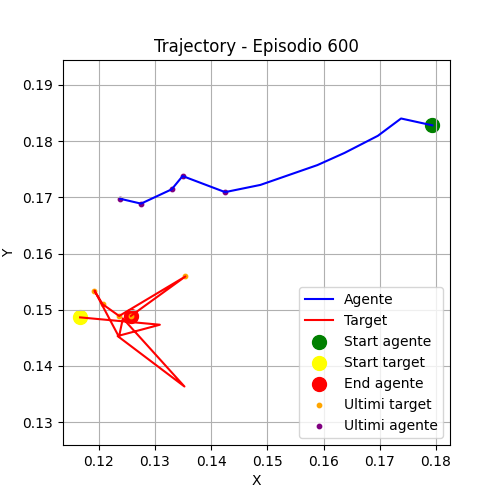 Trajectory - Episodio 600
0.19
0.18
0.17
0.16
0.15
0.14
0.13
Y
Agente
Target
Start agente
Start target
End agente
Ultimi target
Ultimi agente
0.12 0.13 0.14 0.15 0.16 0.17 0.18
X